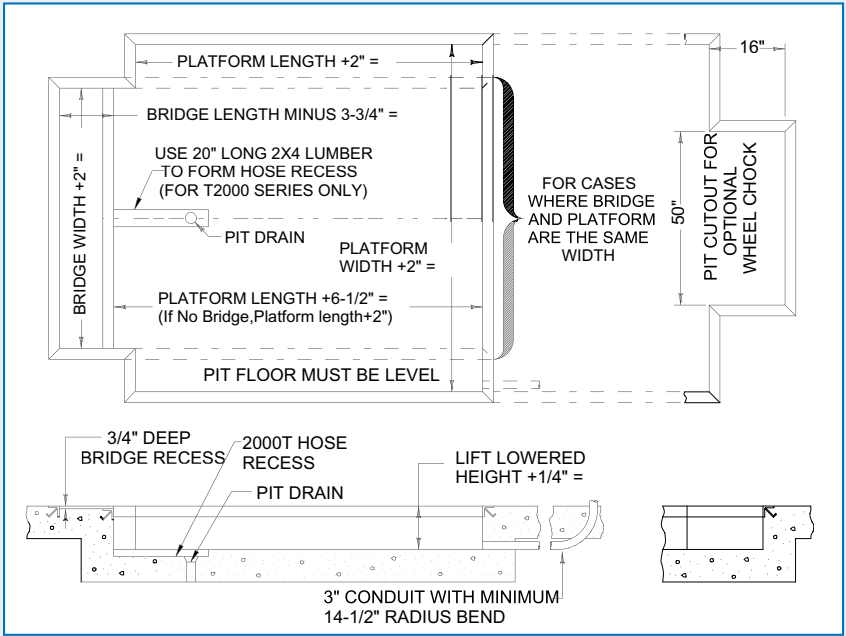 PLATFORM LENGTH +2" =
16"
BRIDGE LENGTH MINUS 3-3/4" =
USE 20" LONG 2X4 LUMBER
TO FORM HOSE RECESS
(FOR T2000 SERIES ONLY)
BRIDGE WIDTH +2" =
PIT DRAIN
PLATFORM
WIDTH +2" =
FOR CASES
WHERE BRIDGE
AND PLATFORM
ARE THE SAME
WIDTH
50"
PIT CUTOUT FOR
OPTIONAL
WHEEL CHOCK
PLATFORM LENGTH +6-1/2" =
(If No Bridge,Platform length+2")
PIT FLOOR MUST BE LEVEL
3/4" DEEP
BRIDGE RECESS
2000T HOSE
RECESS
PIT DRAIN
LIFT LOWERED
HEIGHT +1/4" =
3" CONDUIT WITH MINIMUM
14-1/2" RADIUS BEND